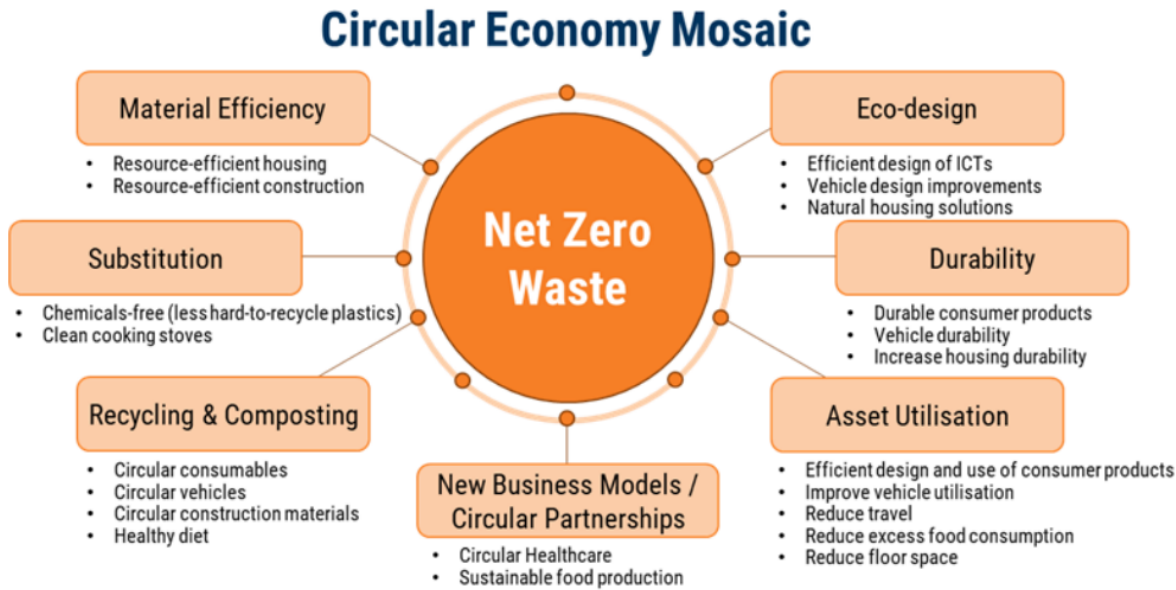 Circular Economy Mosaic
Material Efficiency
• Resource-efficient housing
• Resource-efficient construction
Substitution
• Chemicals-free (less hard-to-recycle plastics)
• Clean cooking stoves
Recycling & Composting
• Circular consumables
• Circular vehicles
• Circular construction materials
• Healthy diet
Net Zero
Waste
New Business Models /
Circular Partnerships
• Circular Healthcare
• Sustainable food production
Eco-design
• Efficient design of ICTs
• Vehicle design improvements
• Natural housing solutions
Durability
• Durable consumer products
• Vehicle durability
• Increase housing durability
Asset Utilisation
• Efficient design and use of consumer products
• Improve vehicle utilisation
• Reduce travel
• Reduce excess food consumption
• Reduce floor space